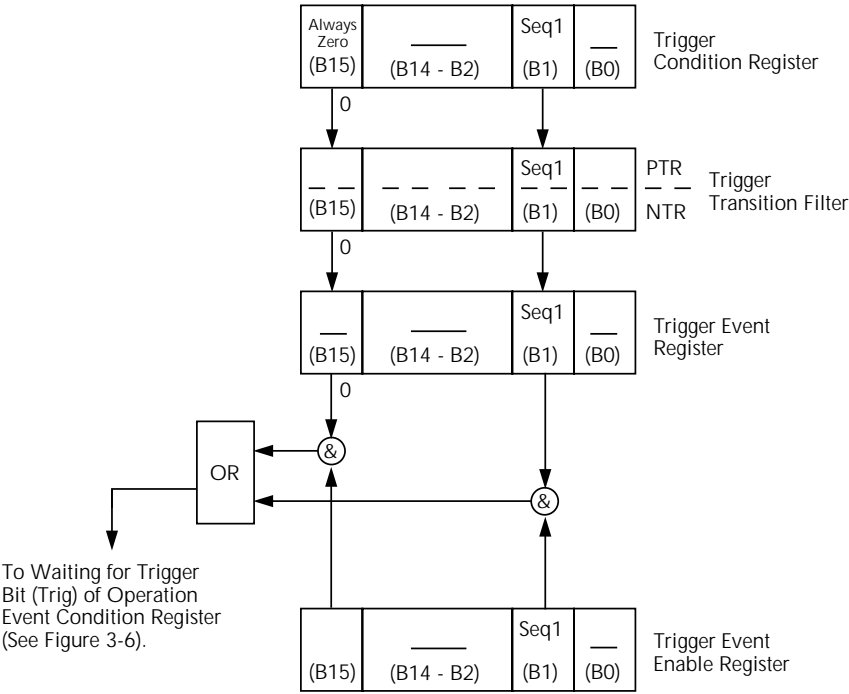 Always
Zero
(B15)
(B14 - B2)
Seq1
(B1)
(B0)
Trigger
Condition Register
0
(B15)
(B14 - B2)
Seq1
(B1)
(B0)
PTR
NTR
Trigger
Transition Filter
0
(B15)
(B14 - B2)
Seq1
(B1)
(B0)
Trigger Event
Register
0
&
OR
&
To Waiting for Trigger
Bit (Trig) of Operation
Event Condition Register
(See Figure 3-6).
(B15)
(B14 - B2)
Seq1
(B1)
(B0)
Trigger Event
Enable Register